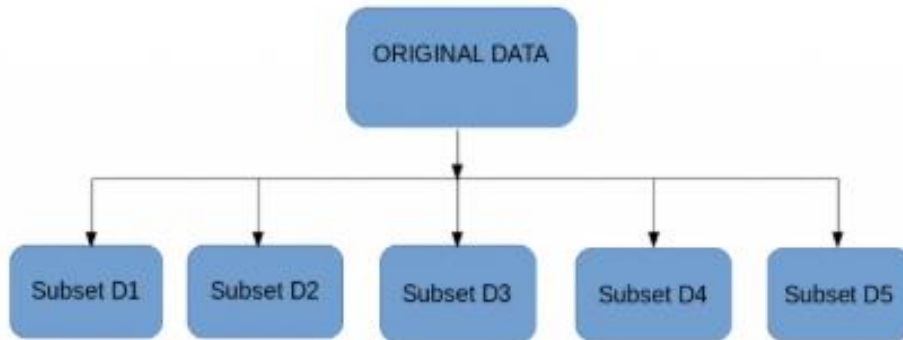 ORIGINAL DATA
Subset D1
Subset D2
Subset D3
Subset D4
Subset D5